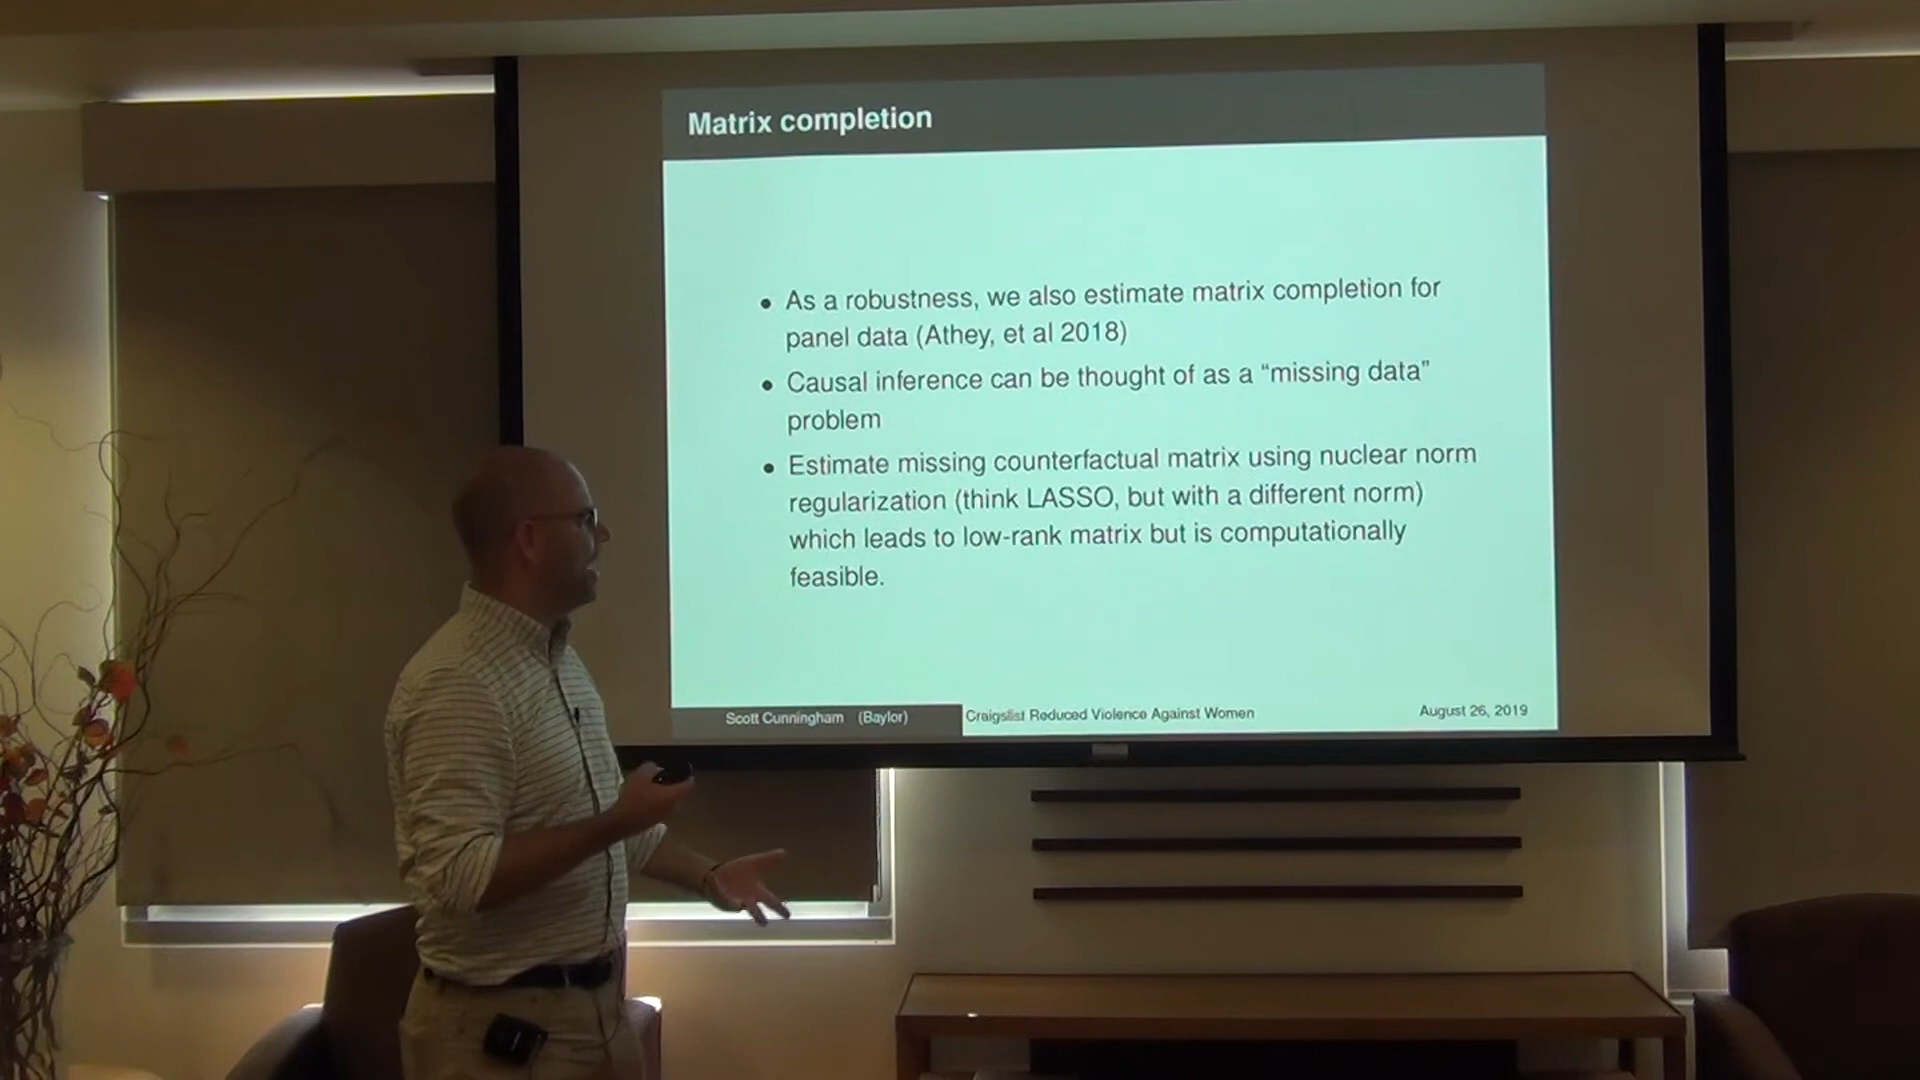 Matrix completion
• As a robustness, we also estimate matrix completion for
panel data (Athey, et al 2018)
• Causal inference can be thought of as a “missing data”
problem
• Estimate missing counterfactual matrix using nuclear norm
regularization (think LASSO, but with a different norm)
which leads to low-rank matrix but is computationally
feasible.
Scott Cunningham (Baylor) Craigslist Reduced Violence Against Women August 26, 2019